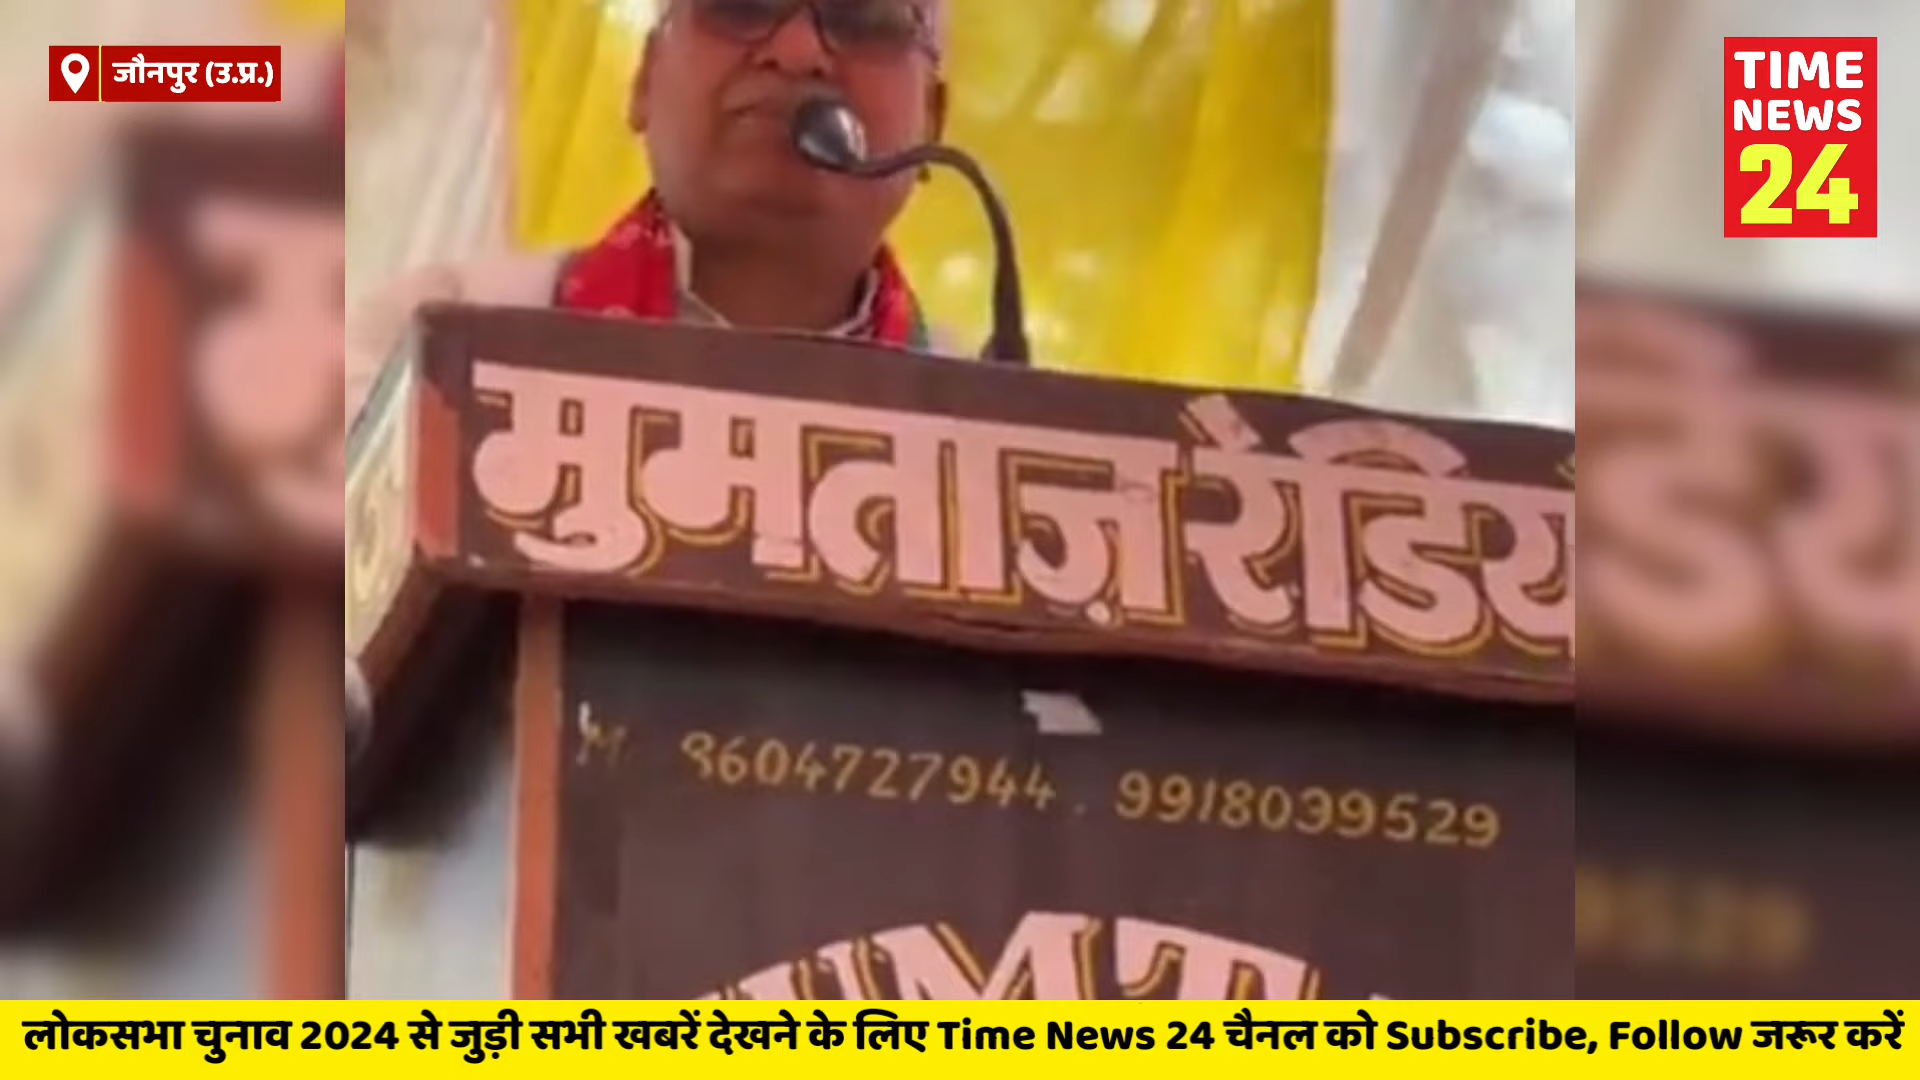 जौनपुर (उ.प्र.)
TIME
NEWS
24
मुमताज़ रेडियो
M. 8604727944. 9918039529
लोकसभा चुनाव 2024 से जुड़ी सभी खबरें देखने के लिए Time News 24 चैनल को Subscribe, Follow जरूर करें